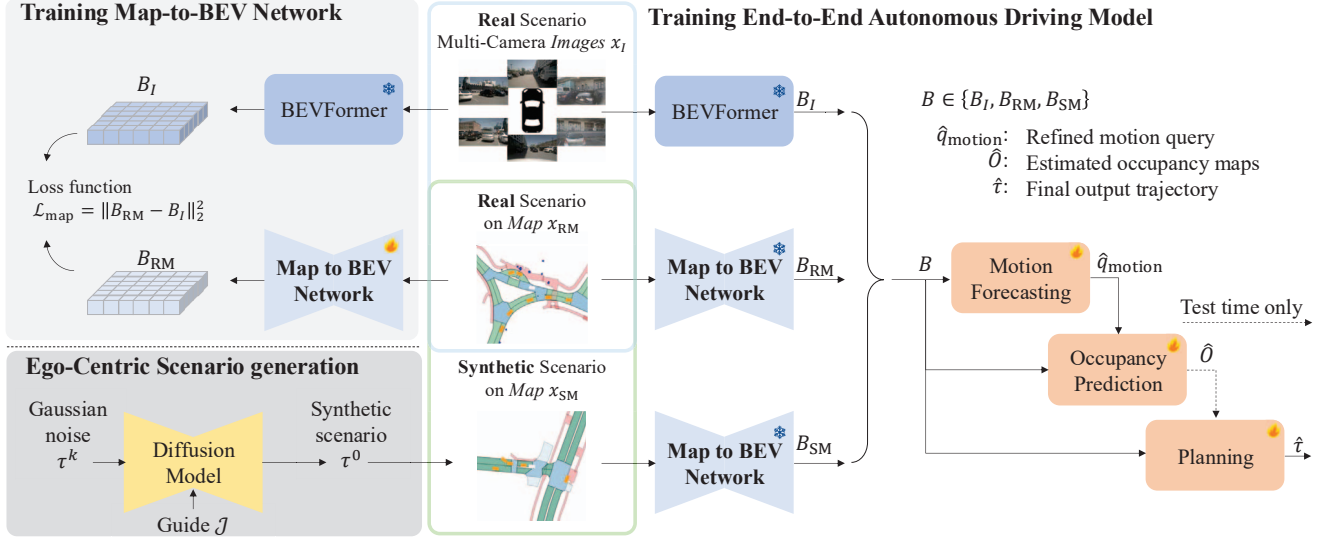 Training Map-to-BEV Network
B_I
BEVFormer
Loss function
ℒ_map = ‖B_RM − B_I‖₂²
B_RM
Map to BEV
Network
Ego-Centric Scenario generation
Gaussian
noise
τ^k
Diffusion
Model
Guide 𝒥
Synthetic
scenario
τ^0
Real Scenario
Multi-Camera Images x_I
Real Scenario
on Map x_RM
Synthetic Scenario
on Map x_SM
Training End-to-End Autonomous Driving Model
BEVFormer
B_I
Map to BEV
Network
B_RM
Map to BEV
Network
B_SM
B ∈ {B_I, B_RM, B_SM}
q̂_motion: Refined motion query
Ô: Estimated occupancy maps
τ̂: Final output trajectory
B
Motion
Forecasting
q̂_motion
Test time only
Occupancy
Prediction
Ô
Planning
τ̂